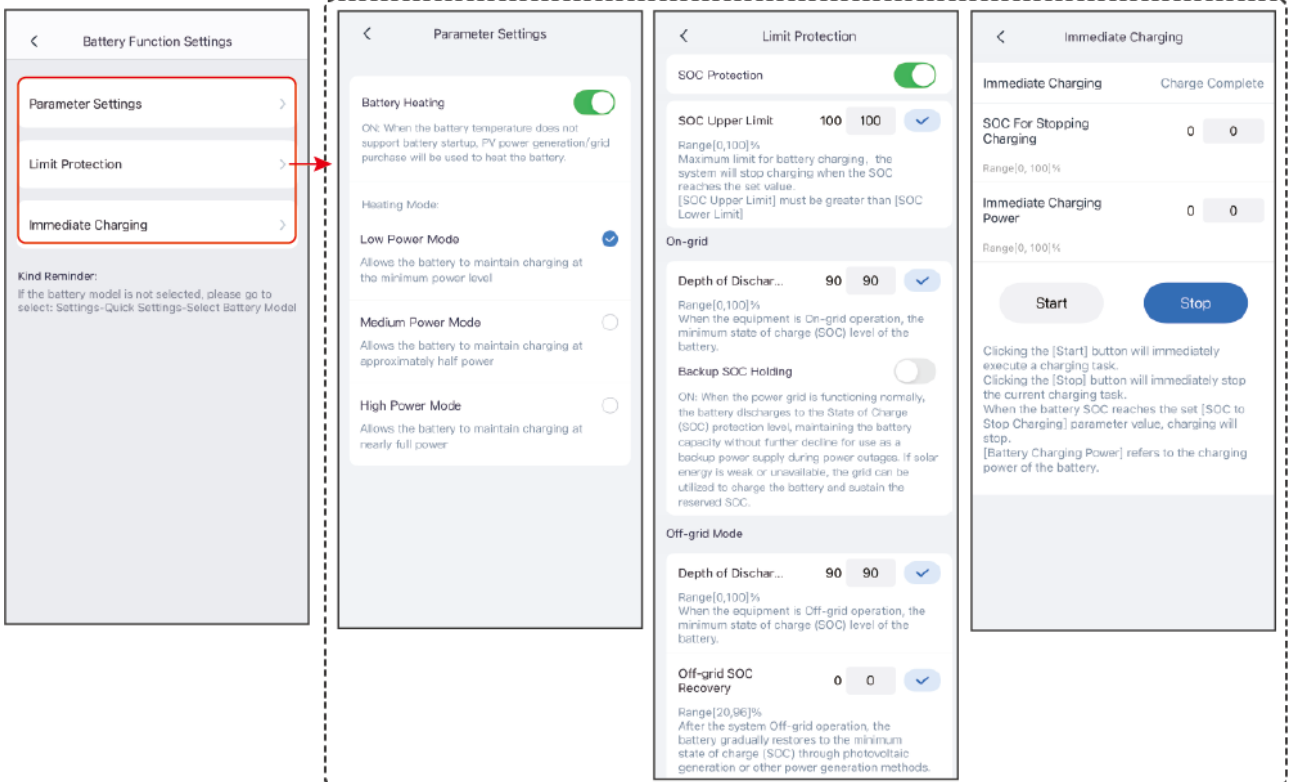 Battery Function Settings
Parameter Settings
Limit Protection
Immediate Charging
Kind Reminder:
If the battery model is not selected, please go to
select: Settings-Quick Settings-Select Battery Model
Parameter Settings
Battery Heating
ON: When the battery temperature does not
support battery startup, PV power generation/grid
purchase will be used to heat the battery.
Heating Mode:
Low Power Mode
Allows the battery to maintain charging at
the minimum power level
Medium Power Mode
Allows the battery to maintain charging at
approximately half power
High Power Mode
Allows the battery to maintain charging at
nearly full power
Limit Protection
SOC Protection
SOC Upper Limit 100 100
Range[0,100]%
Maximum limit for battery charging, the
system will stop charging when the SOC
reaches the set value.
[SOC Upper Limit] must be greater than [SOC
Lower Limit]
On-grid
Depth of Dischar... 90 90
Range[0,100]%
When the equipment is On-grid operation, the
minimum state of charge (SOC) level of the
battery.
Backup SOC Holding
ON: When the power grid is functioning normally,
the battery discharges to the State of Charge
(SOC) protection level, maintaining the battery
capacity without further decline for use as a
backup power supply during power outages. If solar
energy is weak or unavailable, the grid can be
utilized to charge the battery and sustain the
reserved SOC.
Off-grid Mode
Depth of Dischar... 90 90
Range[0,100]%
When the equipment is Off-grid operation, the
minimum state of charge (SOC) level of the
battery.
Off-grid SOC
Recovery 0 0
Range[20,96]%
After the system Off-grid operation, the
battery gradually restores to the minimum
state of charge (SOC) through photovoltaic
generation or other power generation methods.
Immediate Charging
Immediate Charging Charge Complete
SOC For Stopping
Charging 0 0
Range[0, 100]%
Immediate Charging
Power 0 0
Range[0, 100]%
Start Stop
Clicking the [Start] button will immediately
execute a charging task.
Clicking the [Stop] button will immediately stop
the current charging task.
When the battery SOC reaches the set [SOC to
Stop Charging] parameter value, charging will
stop.
[Battery Charging Power] refers to the charging
power of the battery.